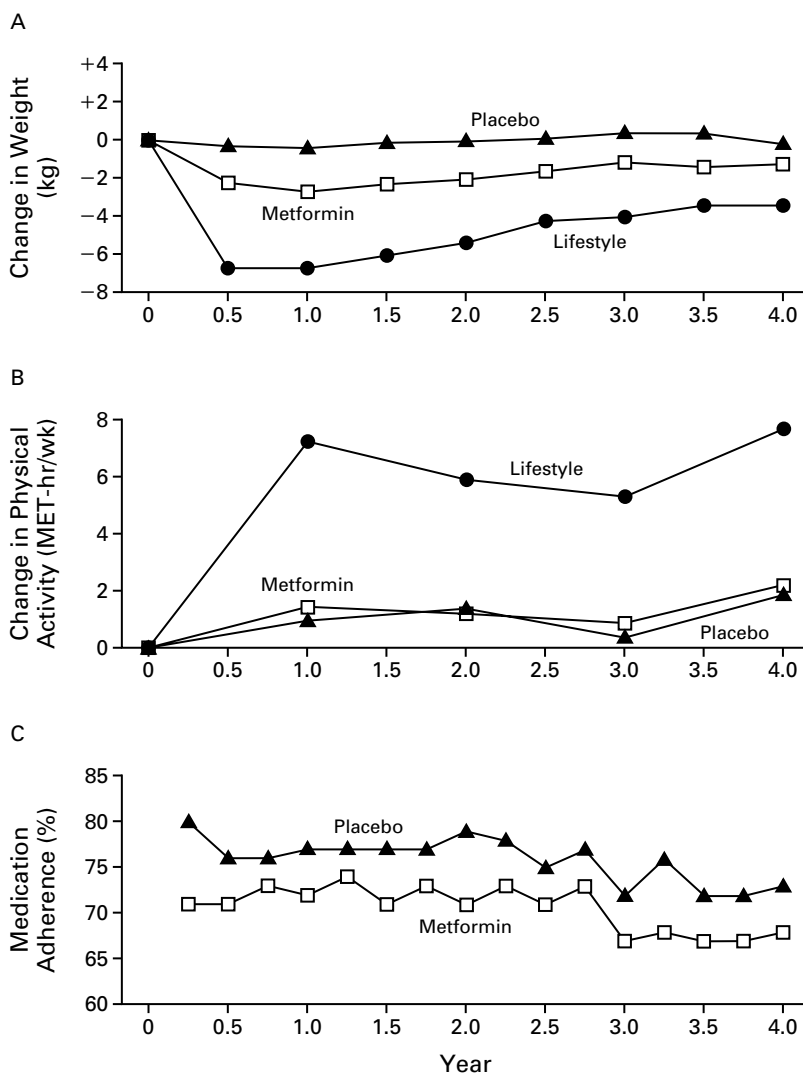 A
Change in Weight
(kg)
+4
+2
0
−2
−4
−6
−8
Placebo
Metformin
Lifestyle
0 0.5 1.0 1.5 2.0 2.5 3.0 3.5 4.0
B
Change in Physical
Activity (MET-hr/wk)
8
6
4
2
0
Lifestyle
Metformin
Placebo
0 0.5 1.0 1.5 2.0 2.5 3.0 3.5 4.0
C
Medication
Adherence (%)
85
80
75
70
65
60
Placebo
Metformin
0 0.5 1.0 1.5 2.0 2.5 3.0 3.5 4.0
Year